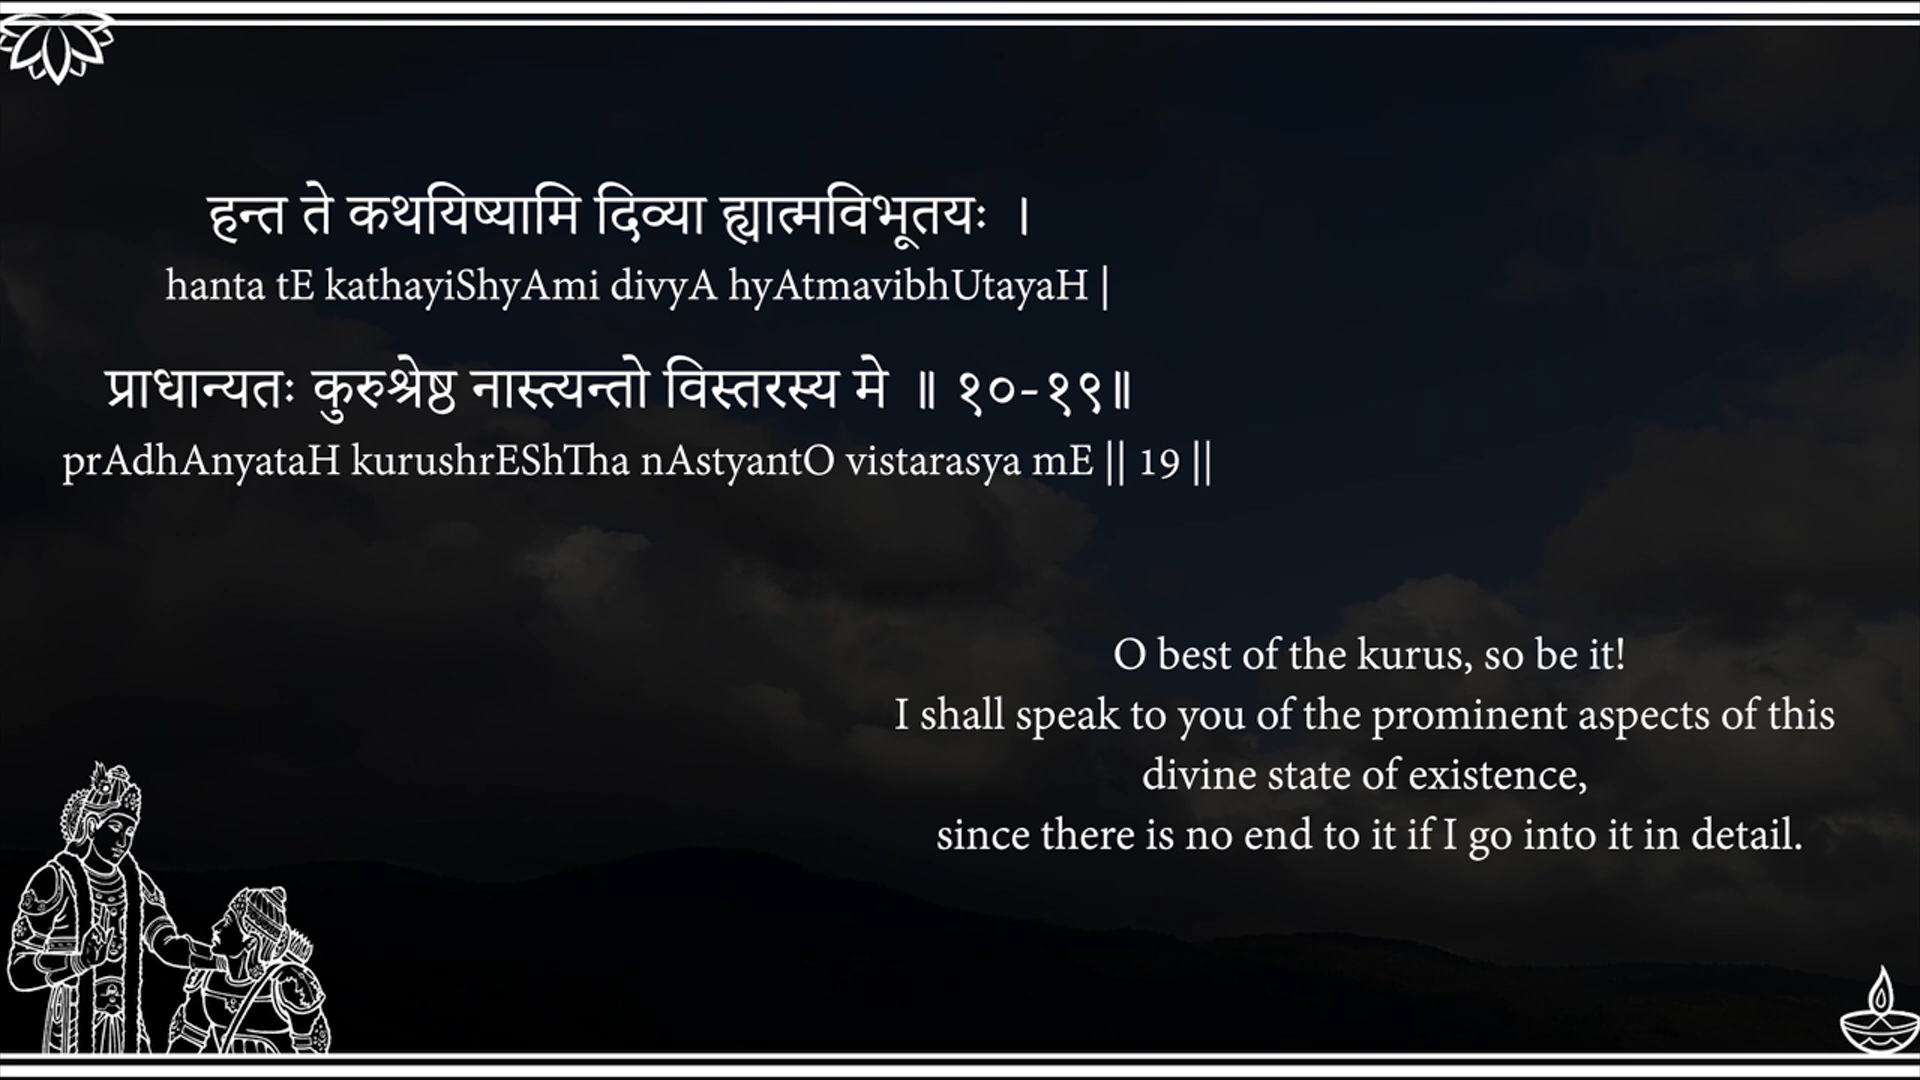 हन्त ते कथयिष्यामि दिव्या ह्यात्मविभूतयः ।
hanta tE kathayiShyAmi divyA hyAtmavibhUtayaH |
प्राधान्यतः कुरुश्रेष्ठ नास्त्यन्तो विस्तरस्य मे ॥ १०-१९॥
prAdhAnyataH kurushrEShTha nAstyantO vistarasya mE || 19 ||
O best of the kurus, so be it!
I shall speak to you of the prominent aspects of this
divine state of existence,
since there is no end to it if I go into it in detail.